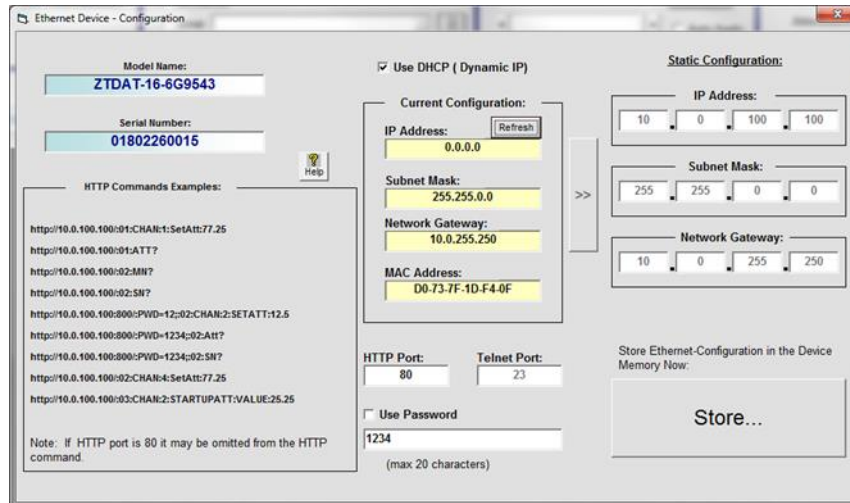 Ethernet Device - Configuration
Model Name:
ZTDAT-16-6G9543
Serial Number:
01802260015
Help
HTTP Commands Examples:
http://10.0.100.100/:01:CHAN:1:SetAtt:77.25
http://10.0.100.100/:01:ATT?
http://10.0.100.100/:02:MN?
http://10.0.100.100/:02:SN?
http://10.0.100.100:800/:PWD=12;:02:CHAN:2:SETATT:12.5
http://10.0.100.100:800/:PWD=1234;:02:Att?
http://10.0.100.100:800/:PWD=1234;:02:SN?
http://10.0.100.100/:02:CHAN:4:SetAtt:77.25
http://10.0.100.100/:03:CHAN:2:STARTUPATT:VALUE:25.25
Note: If HTTP port is 80 it may be omitted from the HTTP
command.
Use DHCP ( Dynamic IP)
Current Configuration:
IP Address:
Refresh
0.0.0.0
Subnet Mask:
255.255.0.0
Network Gateway:
10.0.255.250
MAC Address:
D0-73-7F-1D-F4-0F
>>
HTTP Port:
80
Telnet Port:
23
Use Password
1234
(max 20 characters)
Static Configuration:
IP Address:
10 . 0 . 100 . 100
Subnet Mask:
255 . 255 . 0 . 0
Network Gateway:
10 . 0 . 255 . 250
Store Ethernet-Configuration in the Device
Memory Now:
Store...